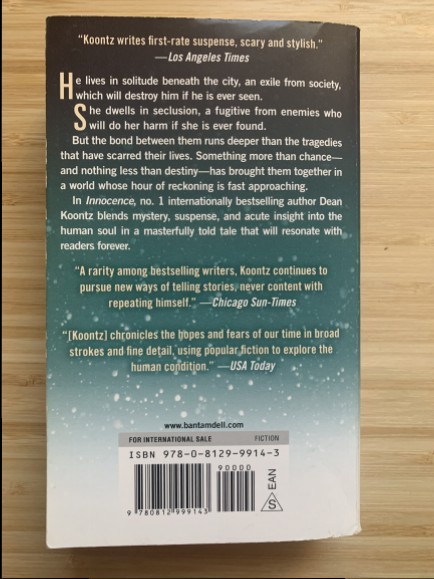 "Koontz writes first-rate suspense, scary and stylish."
—Los Angeles Times
He lives in solitude beneath the city, an exile from society,
which will destroy him if he is ever seen.
She dwells in seclusion, a fugitive from enemies who
will do her harm if she is ever found.
But the bond between them runs deeper than the tragedies
that have scarred their lives. Something more than chance—
and nothing less than destiny—has brought them together in
a world whose hour of reckoning is fast approaching.
In Innocence, no. 1 internationally bestselling author Dean
Koontz blends mystery, suspense, and acute insight into the
human soul in a masterfully told tale that will resonate with
readers forever.
"A rarity among bestselling writers, Koontz continues to
pursue new ways of telling stories, never content with
repeating himself." —Chicago Sun-Times
"[Koontz] chronicles the hopes and fears of our time in broad
strokes and fine detail, using popular fiction to explore the
human condition." —USA Today
www.bantamdell.com
FOR INTERNATIONAL SALE FICTION
ISBN 978-0-8129-9914-3
90000
9 780812 999143
S EAN